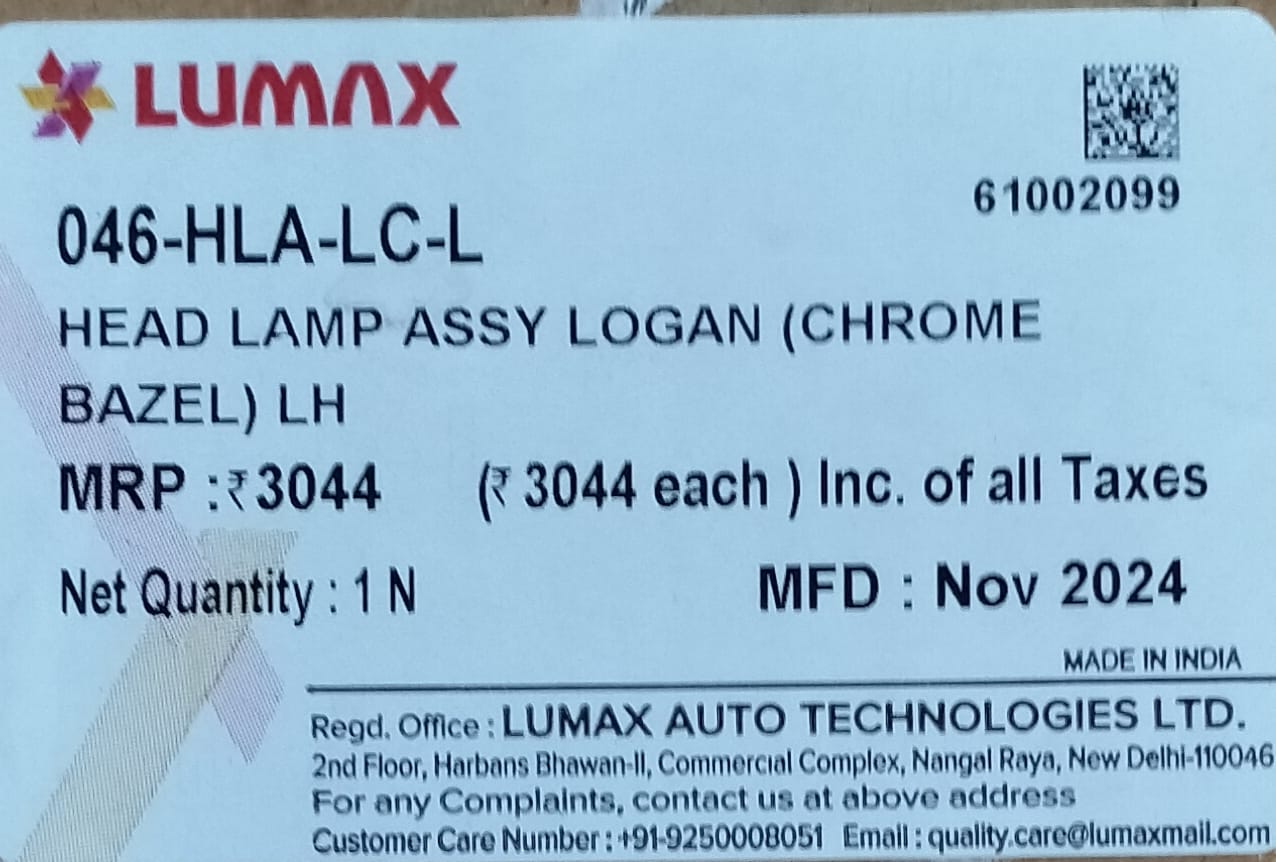 LUMAX
61002099
046-HLA-LC-L
HEAD LAMP ASSY LOGAN (CHROME
BAZEL) LH
MRP :₹3044 (₹ 3044 each ) Inc. of all Taxes
Net Quantity : 1 N MFD : Nov 2024
MADE IN INDIA
Regd. Office : LUMAX AUTO TECHNOLOGIES LTD.
2nd Floor, Harbans Bhawan-II, Commercial Complex, Nangal Raya, New Delhi-110046
For any Complaints, contact us at above address
Customer Care Number : +91-9250008051 Email : quality.care@lumaxmail.com